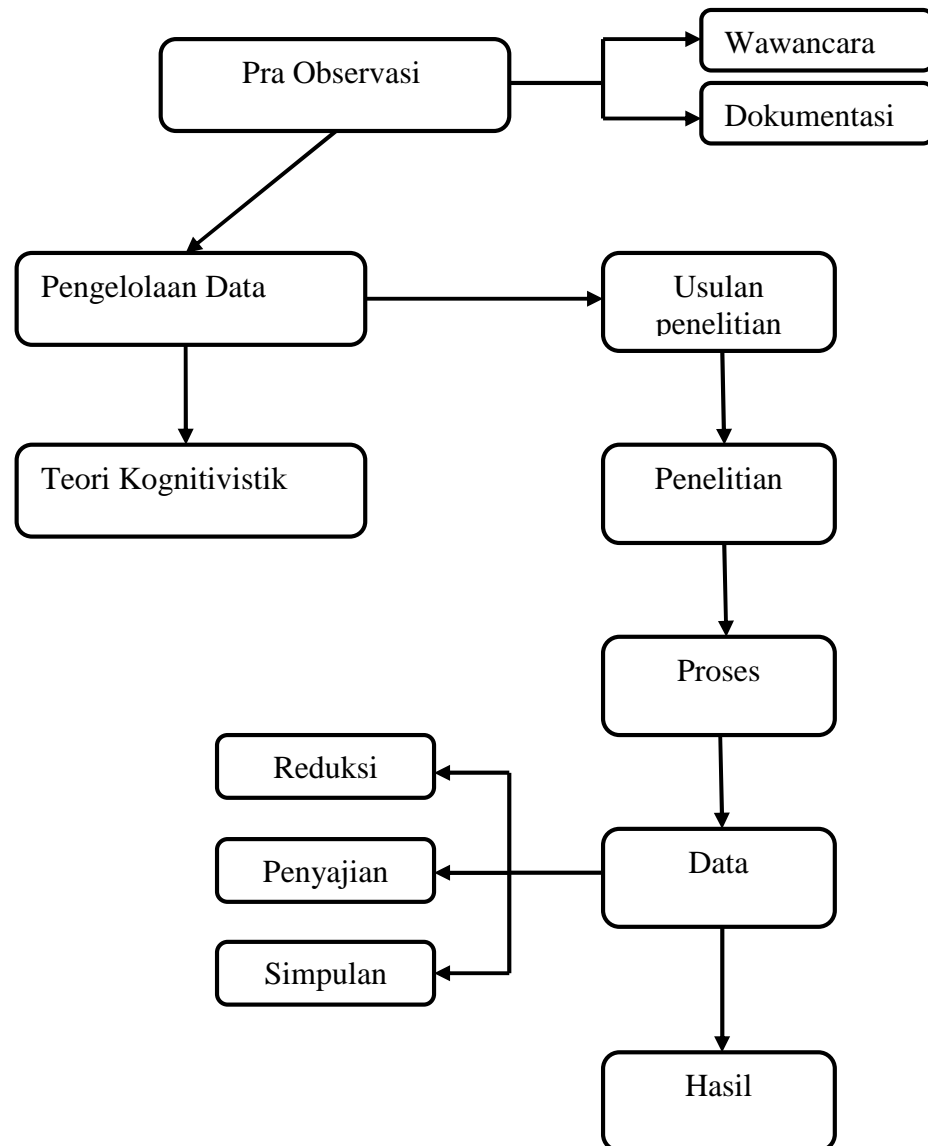 Pra Observasi
Wawancara
Dokumentasi
Pengelolaan Data
Usulan
penelitian
Teori Kognitivistik
Penelitian
Proses
Reduksi
Penyajian
Data
Simpulan
Hasil